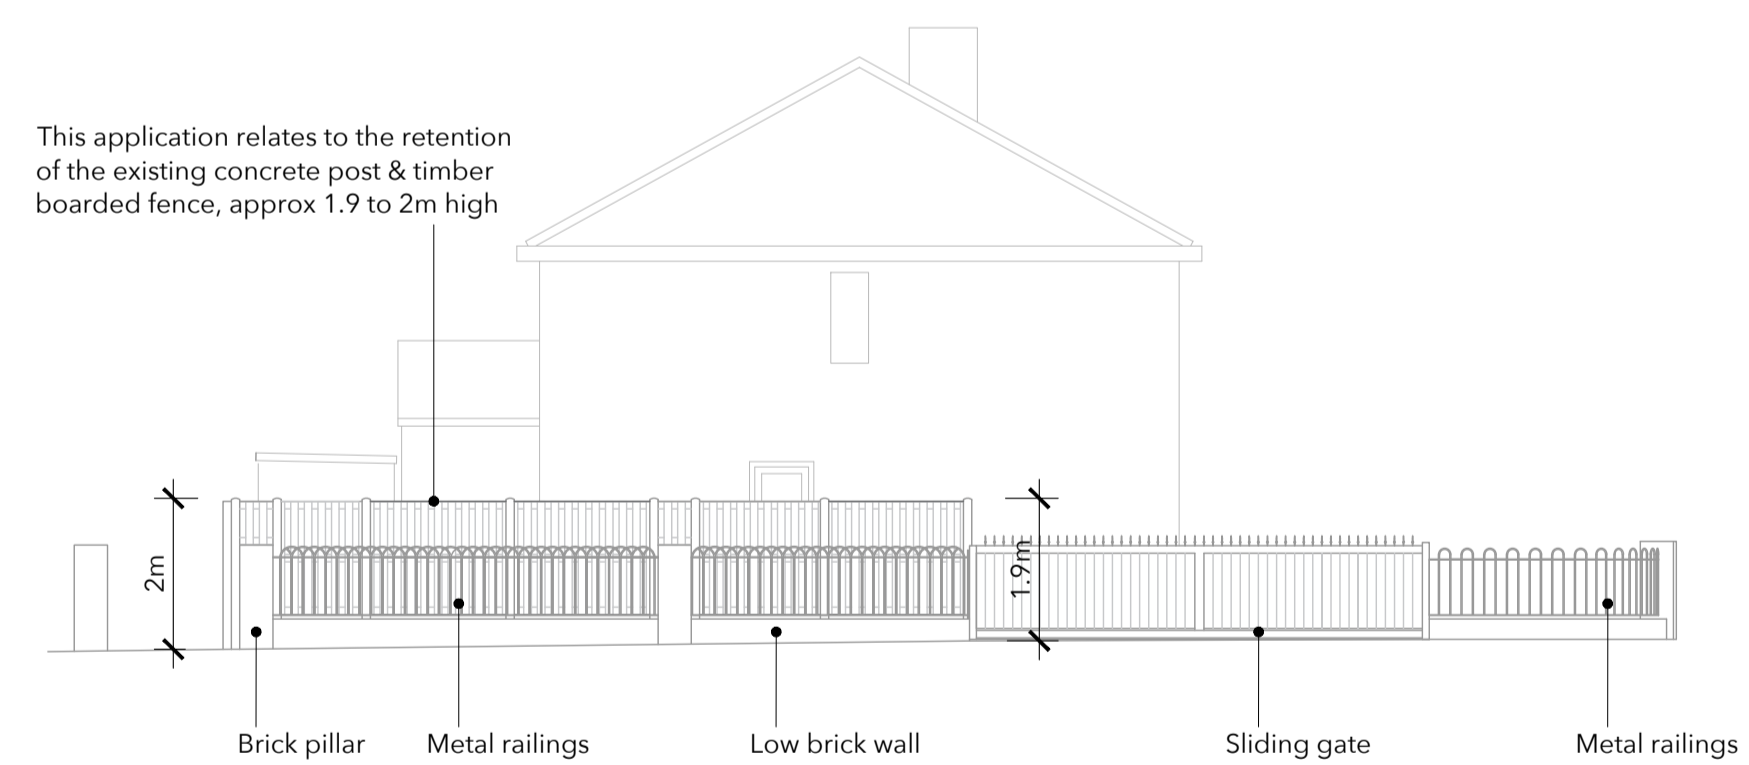 This application relates to the retention
of the existing concrete post & timber
boarded fence, approx 1.9 to 2m high
2m
1.9m
Brick pillar
Metal railings
Low brick wall
Sliding gate
Metal railings